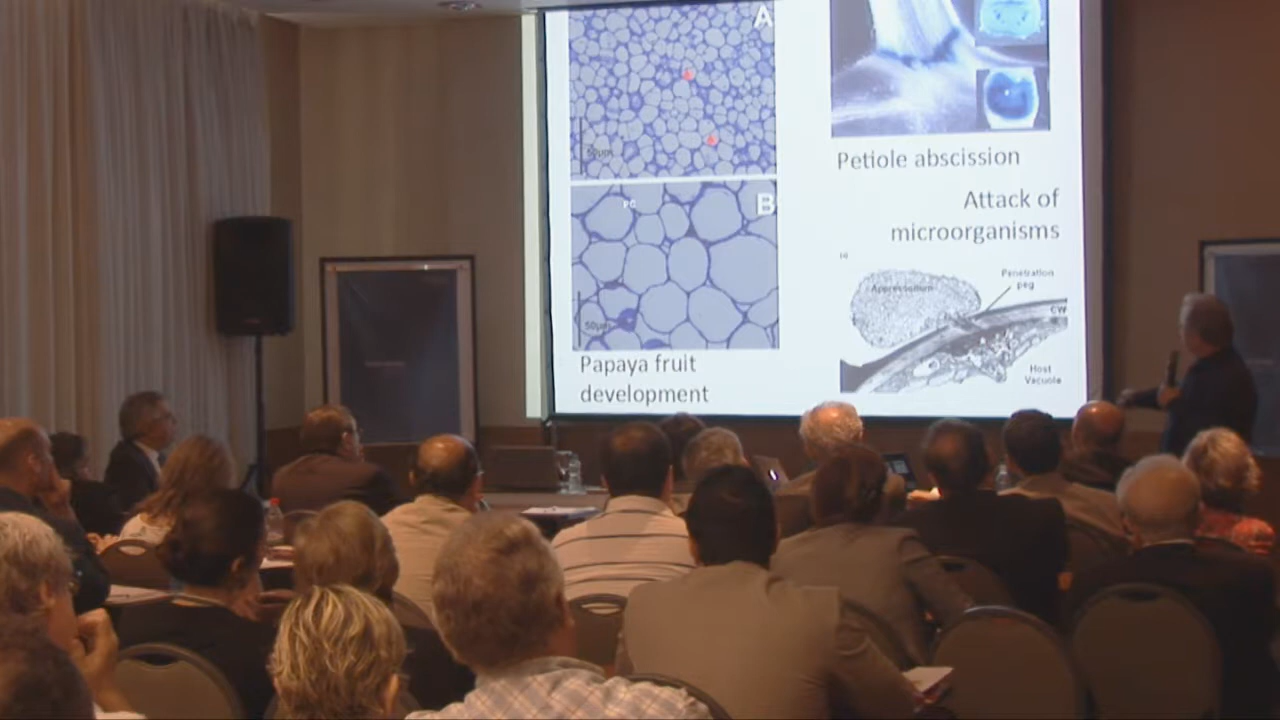 A
50μm
PC
B
50μm
Papaya fruit
development
Petiole abscission
Attack of
microorganisms
Appressorium
Penetration
peg
CW
Host
Vacuole